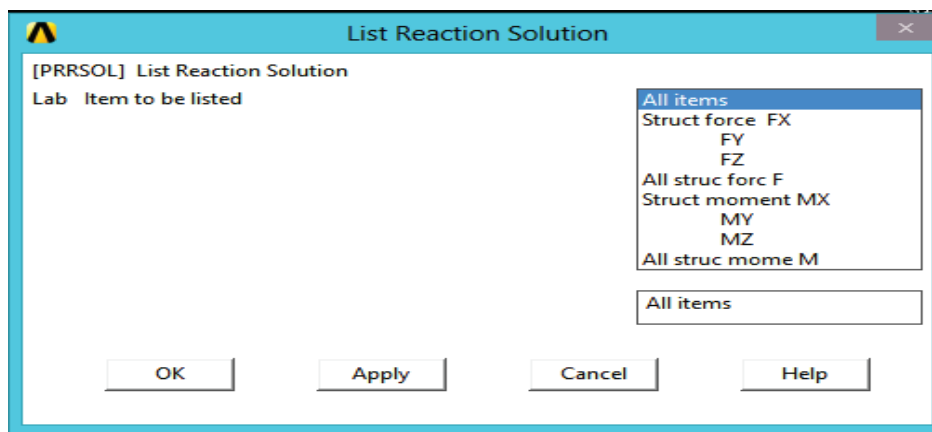 List Reaction Solution
[PRRSOL] List Reaction Solution
Lab Item to be listed
All items
Struct force FX
FY
FZ
All struc forc F
Struct moment MX
MY
MZ
All struc mome M
All items
OK Apply Cancel Help